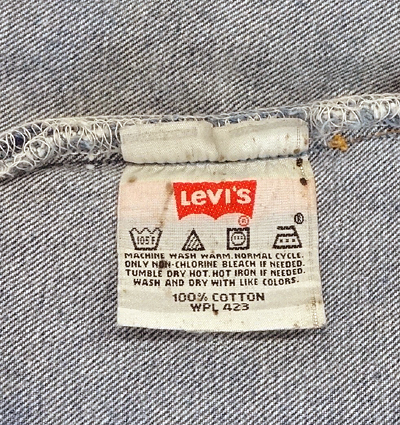 Levi's
®
105F
®
MACHINE WASH WARM. NORMAL CYCLE.
ONLY NON-CHLORINE BLEACH IF NEEDED.
TUMBLE DRY HOT. HOT IRON IF NEEDED.
WASH AND DRY WITH LIKE COLORS.
100% COTTON
WPL 423